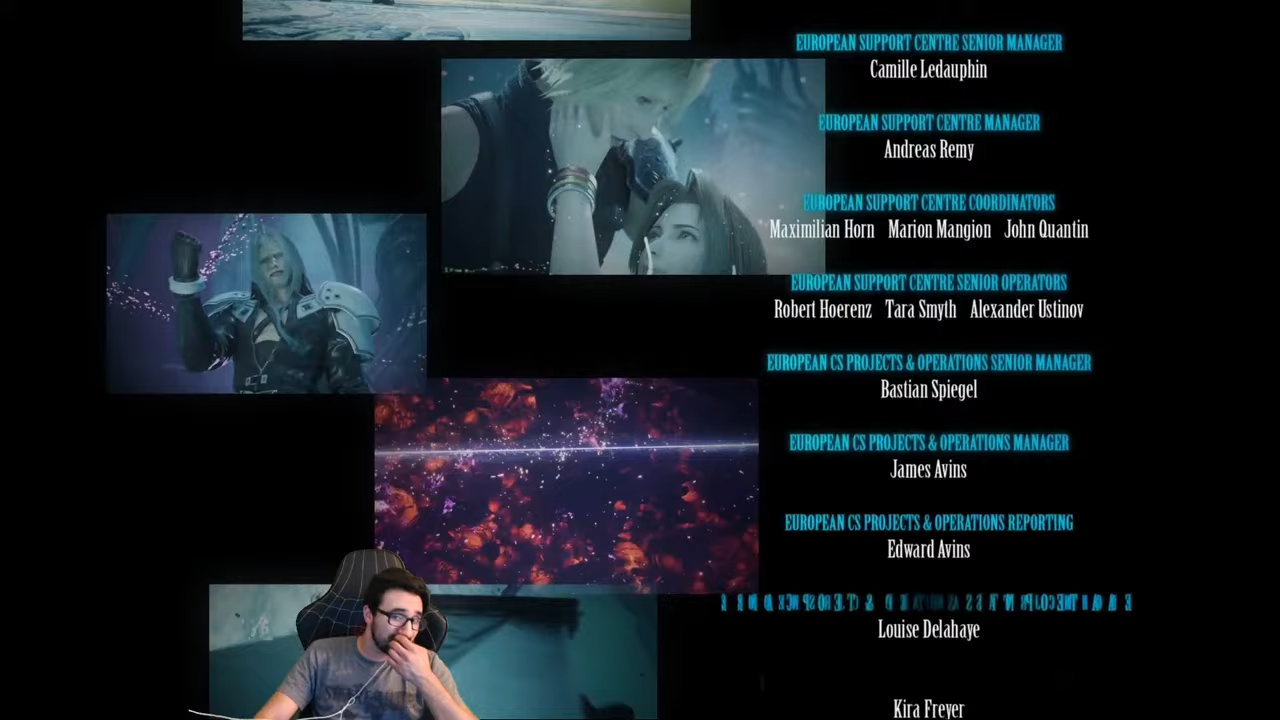 EUROPEAN SUPPORT CENTRE SENIOR MANAGER
Camille Ledauphin
EUROPEAN SUPPORT CENTRE MANAGER
Andreas Remy
EUROPEAN SUPPORT CENTRE COORDINATORS
Maximilian Horn Marion Mangion John Quantin
EUROPEAN SUPPORT CENTRE SENIOR OPERATORS
Robert Hoerenz Tara Smyth Alexander Ustinov
EUROPEAN CS PROJECTS & OPERATIONS SENIOR MANAGER
Bastian Spiegel
EUROPEAN CS PROJECTS & OPERATIONS MANAGER
James Avins
EUROPEAN CS PROJECTS & OPERATIONS REPORTING
Edward Avins
Louise Delahaye
Kira Freyer